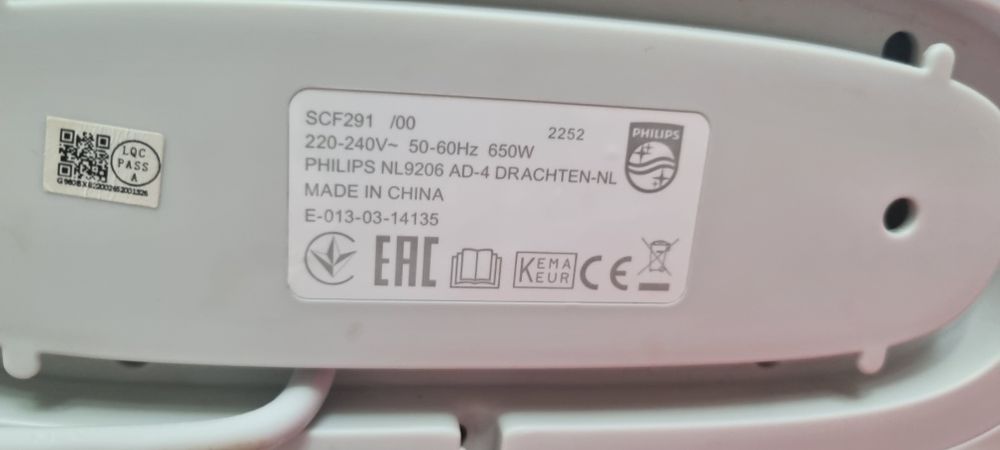 SCF291 /00
2252
220-240V~ 50-60Hz 650W
PHILIPS NL9206 AD-4 DRACHTEN-NL
MADE IN CHINA
E-013-03-14135
PHILIPS
EAC
KEMA
KEUR
CE
LQC
PASS
A